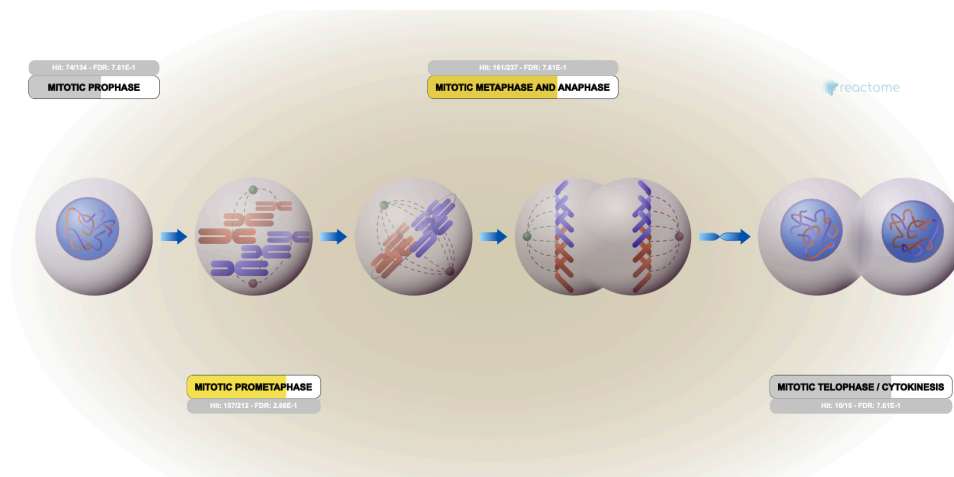 Hit: 74/134 - FDR: 7.61E-1
MITOTIC PROPHASE
Hit: 161/237 - FDR: 7.61E-1
MITOTIC METAPHASE AND ANAPHASE
reactome
MITOTIC PROMETAPHASE
Hit: 157/212 - FDR: 2.86E-1
MITOTIC TELOPHASE / CYTOKINESIS
Hit: 10/15 - FDR: 7.61E-1